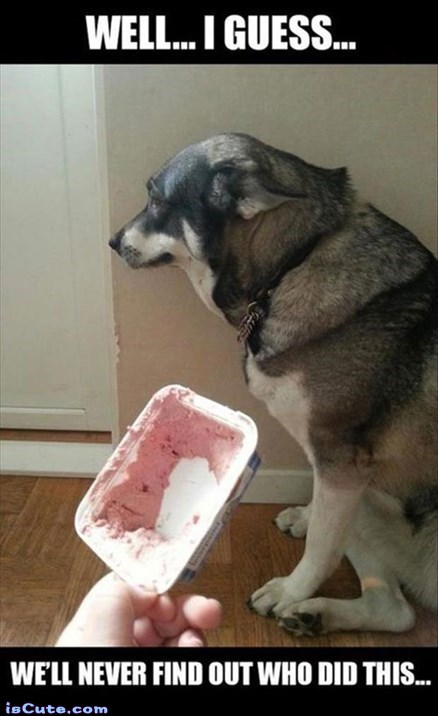 WELL... I GUESS...
WE'LL NEVER FIND OUT WHO DID THIS...
isCute.com